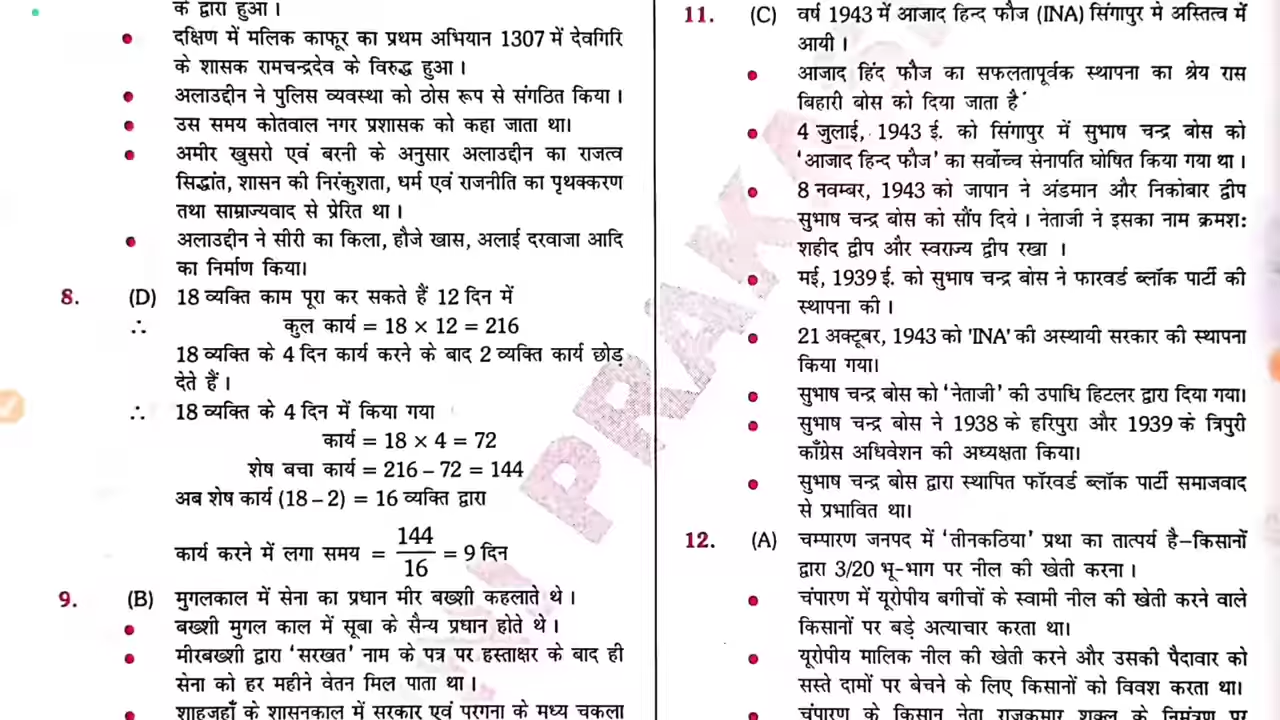 के द्वारा हुआ।
दक्षिण में मलिक काफूर का प्रथम अभियान 1307 में देवगिरि
के शासक रामचन्द्रदेव के विरुद्ध हुआ।
अलाउद्दीन ने पुलिस व्यवस्था को ठोस रूप से संगठित किया।
उस समय कोतवाल नगर प्रशासक को कहा जाता था।
अमीर खुसरो एवं बरनी के अनुसार अलाउद्दीन का राजत्व
सिद्धांत, शासन की निरंकुशता, धर्म एवं राजनीति का पृथक्करण
तथा साम्राज्यवाद से प्रेरित था।
अलाउद्दीन ने सीरी का किला, हौजे खास, अलाई दरवाजा आदि
का निर्माण किया।
8. (D) 18 व्यक्ति काम पूरा कर सकते हैं 12 दिन में
∴ कुल कार्य = 18 × 12 = 216
18 व्यक्ति के 4 दिन कार्य करने के बाद 2 व्यक्ति कार्य छोड़
देते हैं।
∴ 18 व्यक्ति के 4 दिन में किया गया
कार्य = 18 × 4 = 72
शेष बचा कार्य = 216 – 72 = 144
अब शेष कार्य (18 – 2) = 16 व्यक्ति द्वारा
कार्य करने में लगा समय = 144/16 = 9 दिन
9. (B) मुगलकाल में सेना का प्रधान मीर बख्शी कहलाते थे।
बख्शी मुगल काल में सूबा के सैन्य प्रधान होते थे।
मीरबख्शी द्वारा ‘सरखत’ नाम के पत्र पर हस्ताक्षर के बाद ही
सेना को हर महीने वेतन मिल पाता था।
शाहजहाँ के शासनकाल में सरकार एवं परगना के मध्य चकला
11. (C) वर्ष 1943 में आजाद हिन्द फौज (INA) सिंगापुर मे अस्तित्व में
आयी।
आजाद हिंद फौज का सफलतापूर्वक स्थापना का श्रेय रास
बिहारी बोस को दिया जाता है
4 जुलाई, 1943 ई. को सिंगापुर में सुभाष चन्द्र बोस को
‘आजाद हिन्द फौज’ का सर्वोच्च सेनापति घोषित किया गया था।
8 नवम्बर, 1943 को जापान ने अंडमान और निकोबार द्वीप
सुभाष चन्द्र बोस को सौंप दिये। नेताजी ने इसका नाम क्रमश:
शहीद द्वीप और स्वराज्य द्वीप रखा ।
मई, 1939 ई. को सुभाष चन्द्र बोस ने फारवर्ड ब्लॉक पार्टी की
स्थापना की।
21 अक्टूबर, 1943 को 'INA' की अस्थायी सरकार की स्थापना
किया गया।
सुभाष चन्द्र बोस को ‘नेताजी’ की उपाधि हिटलर द्वारा दिया गया।
सुभाष चन्द्र बोस ने 1938 के हरिपुरा और 1939 के त्रिपुरी
काँग्रेस अधिवेशन की अध्यक्षता किया।
सुभाष चन्द्र बोस द्वारा स्थापित फॉरवर्ड ब्लॉक पार्टी समाजवाद
से प्रभावित था।
12. (A) चम्पारण जनपद में ‘तीनकठिया’ प्रथा का तात्पर्य है–किसानों
द्वारा 3/20 भू-भाग पर नील की खेती करना।
चंपारण में यूरोपीय बगीचों के स्वामी नील की खेती करने वाले
किसानों पर बड़े अत्याचार करता था।
यूरोपीय मालिक नील की खेती करने और उसकी पैदावार को
सस्ते दामों पर बेचने के लिए किसानों को विवश करता था।
चंपारण के किसान नेता राजकुमार शुक्ल के निमंत्रण पर